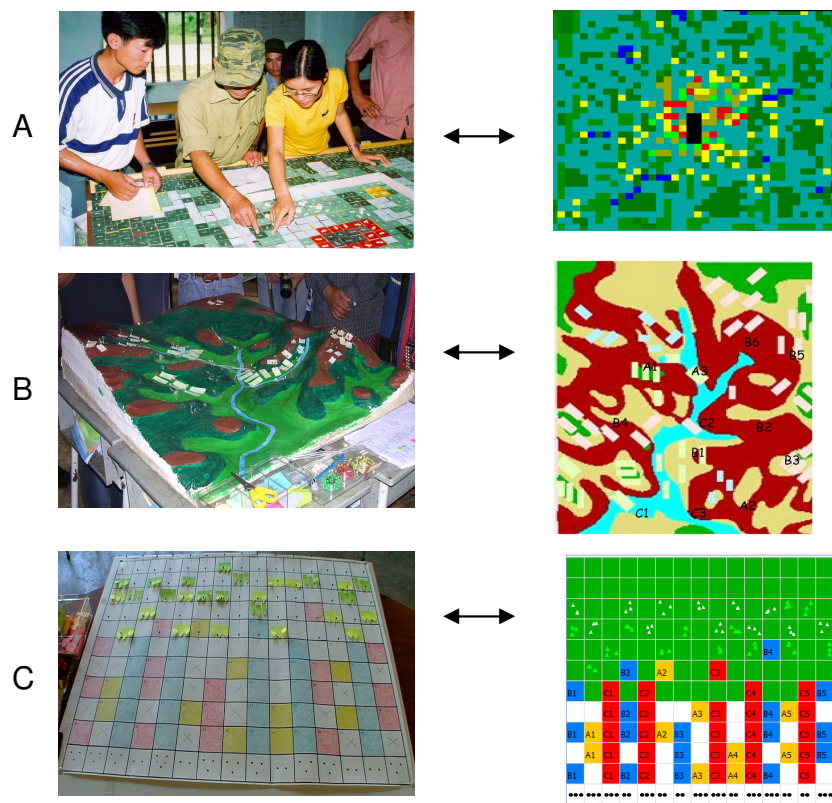 A
B
B6
B5
A1 A3
B4 C2 B2
B1
B3
A2
C1 C3
C
B4
B2 A2 C3
B1 C1 C2 C4 C5 B5
C1 B2 C2 A3 C3 C4 B4 A5 C5
B1 A1 C1 B2 C2 A2 B3 C3 C4 B4 C5 B5
A1 C1 C2 B3 C3 A4 C4 A5 C5 B5
B1 C1 B2 C2 B3 A3 C3 A4 C4 B4 C5